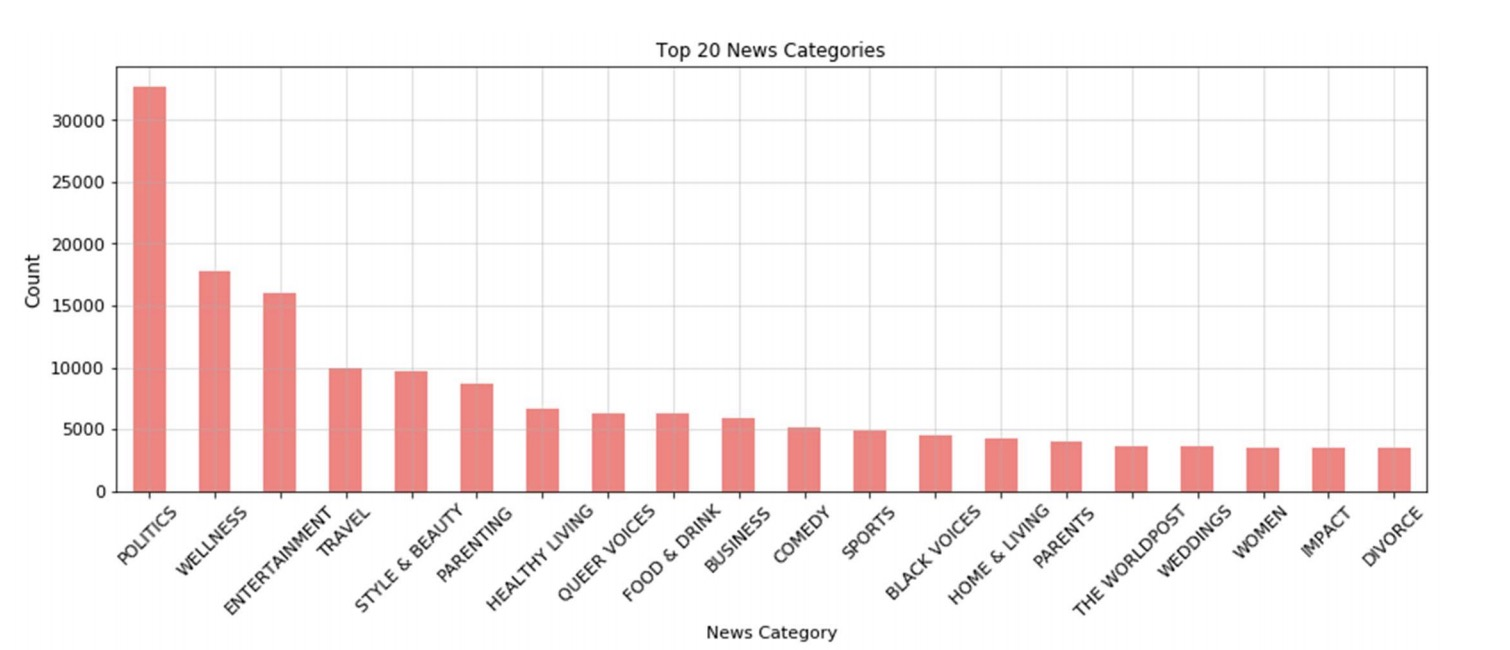 Top 20 News Categories
30000
25000
20000
15000
10000
5000
0
Count
POLITICS
WELLNESS
ENTERTAINMENT
TRAVEL
STYLE & BEAUTY
PARENTING
HEALTHY LIVING
QUEER VOICES
FOOD & DRINK
BUSINESS
COMEDY
SPORTS
BLACK VOICES
HOME & LIVING
PARENTS
THE WORLDPOST
WEDDINGS
WOMEN
IMPACT
DIVORCE
News Category